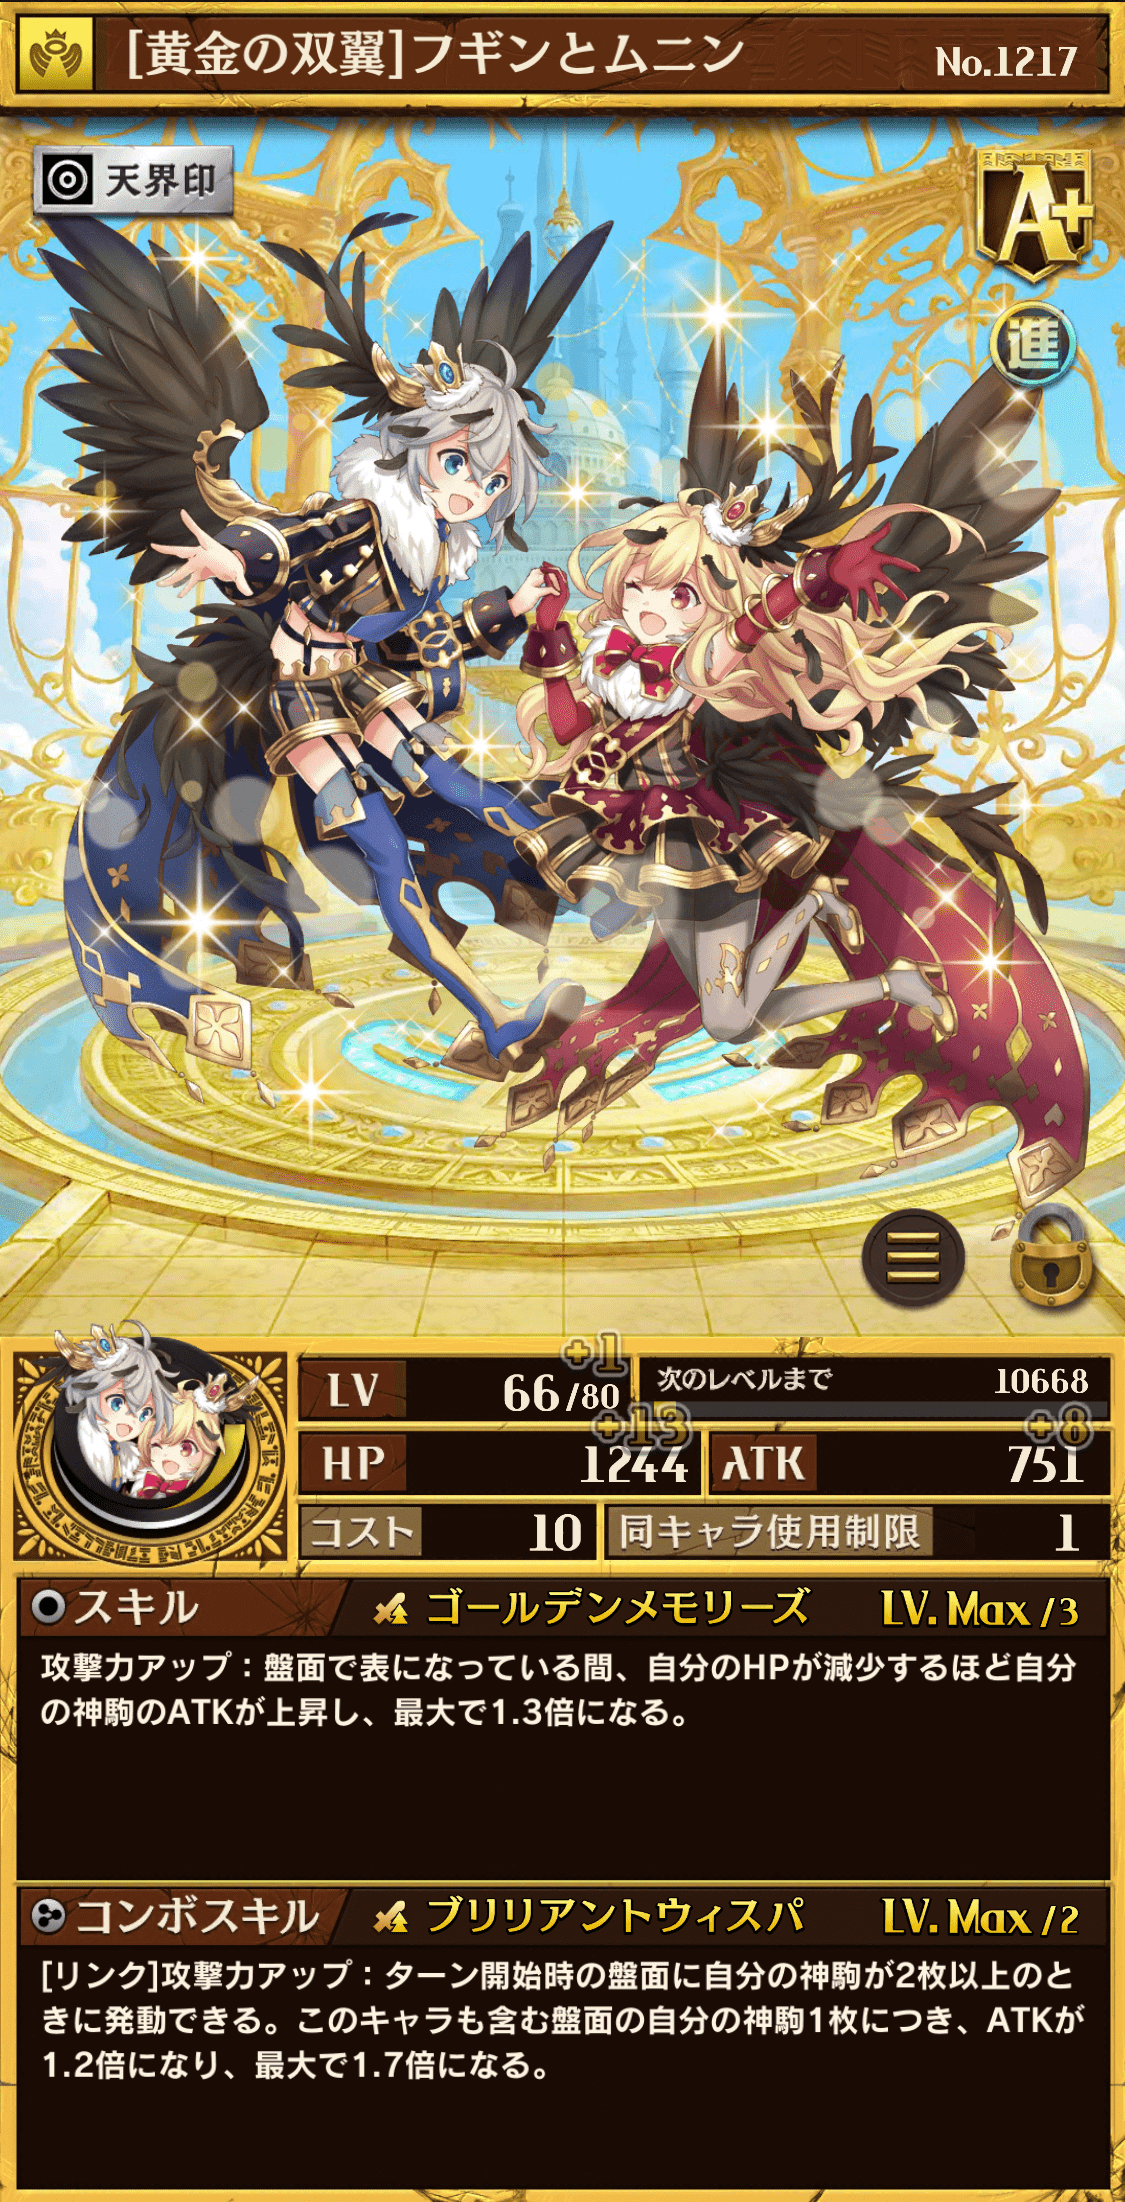 [黄金の双翼]フギンとムニン
No.1217
天界印
A+
進
+1
LV 66/80
次のレベルまで 10668
+13
+8
HP 1244
ATK 751
コスト 10
同キャラ使用制限 1
スキル ゴールデンメモリーズ LV.Max/3
攻撃力アップ：盤面で表になっている間、自分のHPが減少するほど自分
の神駒のATKが上昇し、最大で1.3倍になる。
コンボスキル ブリリアントウィスパ LV.Max/2
[リンク]攻撃力アップ：ターン開始時の盤面に自分の神駒が2枚以上のと
きに発動できる。このキャラも含む盤面の自分の神駒1枚につき、ATKが
1.2倍になり、最大で1.7倍になる。